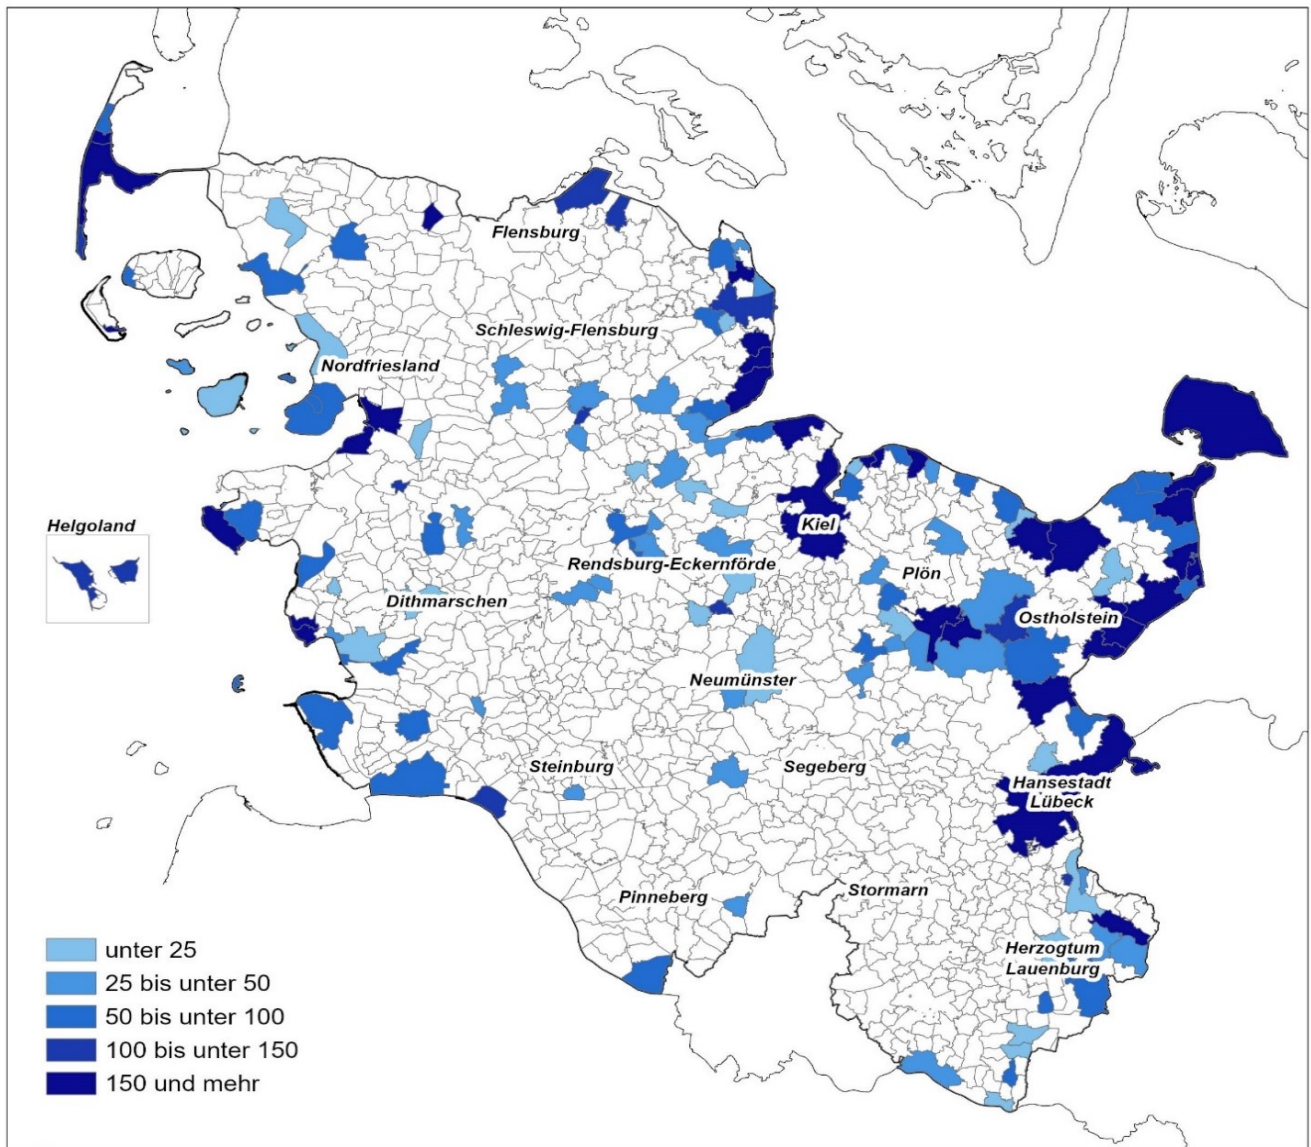 Flensburg
Schleswig-Flensburg
Nordfriesland
Helgoland
Kiel
Rendsburg-Eckernförde
Plön
Dithmarschen
Ostholstein
Neumünster
Steinburg
Segeberg
Hansestadt
Lübeck
Pinneberg
Stormarn
Herzogtum
Lauenburg
unter 25
25 bis unter 50
50 bis unter 100
100 bis unter 150
150 und mehr